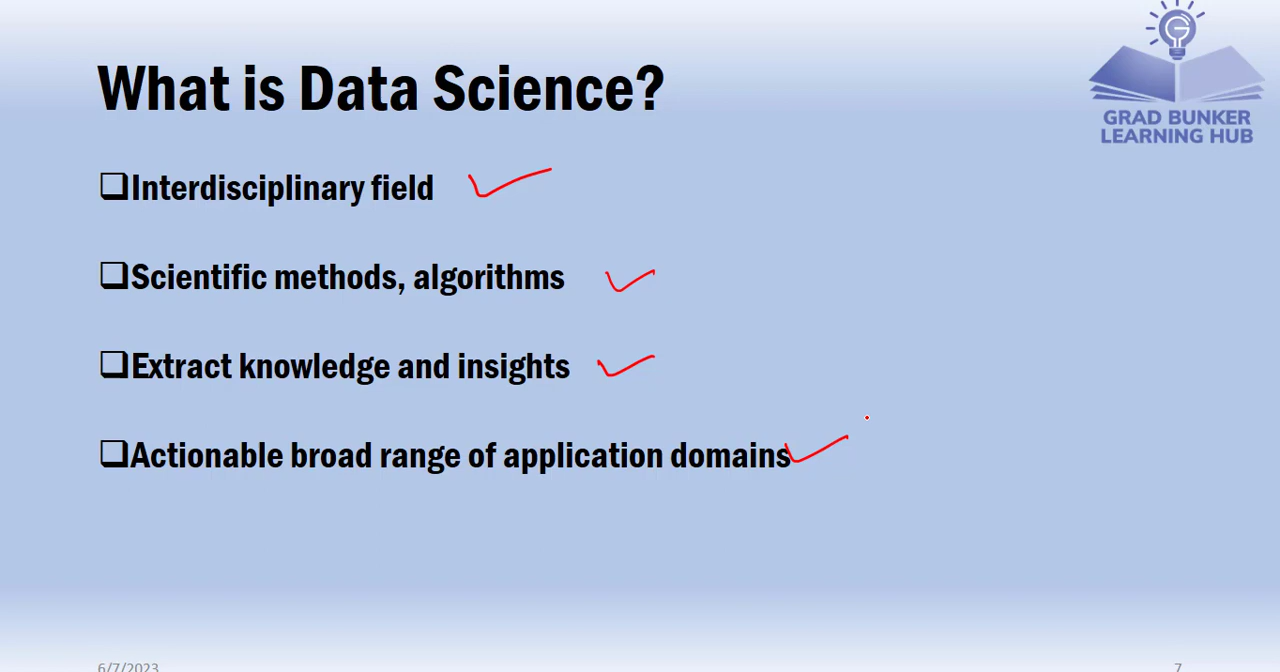 What is Data Science?
GRAD BUNKER
LEARNING HUB
❑Interdisciplinary field
❑Scientific methods, algorithms
❑Extract knowledge and insights
❑Actionable broad range of application domains
6/7/2023
7